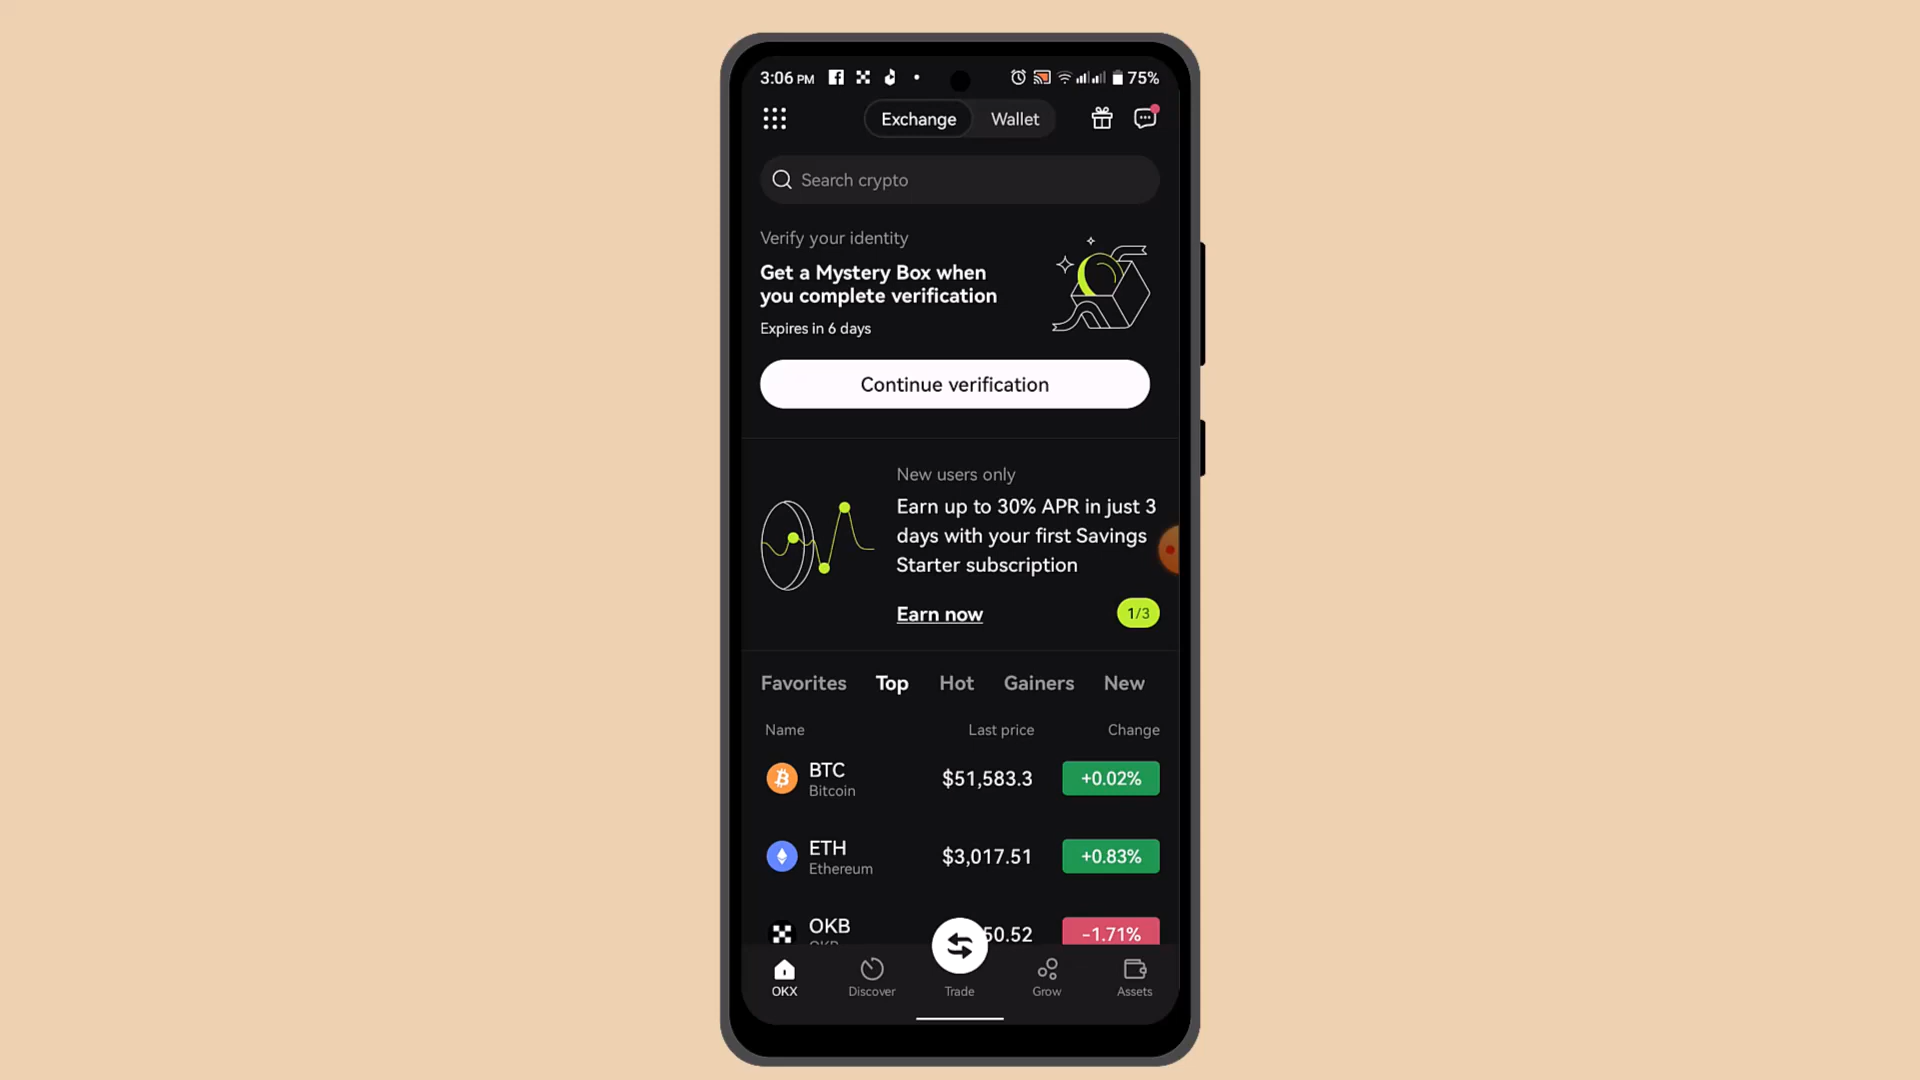 3:06 PM 75%
Exchange Wallet
Search crypto
Verify your identity
Get a Mystery Box when
you complete verification
Expires in 6 days
Continue verification
New users only
Earn up to 30% APR in just 3
days with your first Savings
Starter subscription
Earn now 1/3
Favorites Top Hot Gainers New
Name Last price Change
BTC $51,583.3 +0.02%
Bitcoin
ETH $3,017.51 +0.83%
Ethereum
OKB 50.52 -1.71%
OKX Discover Trade Grow Assets